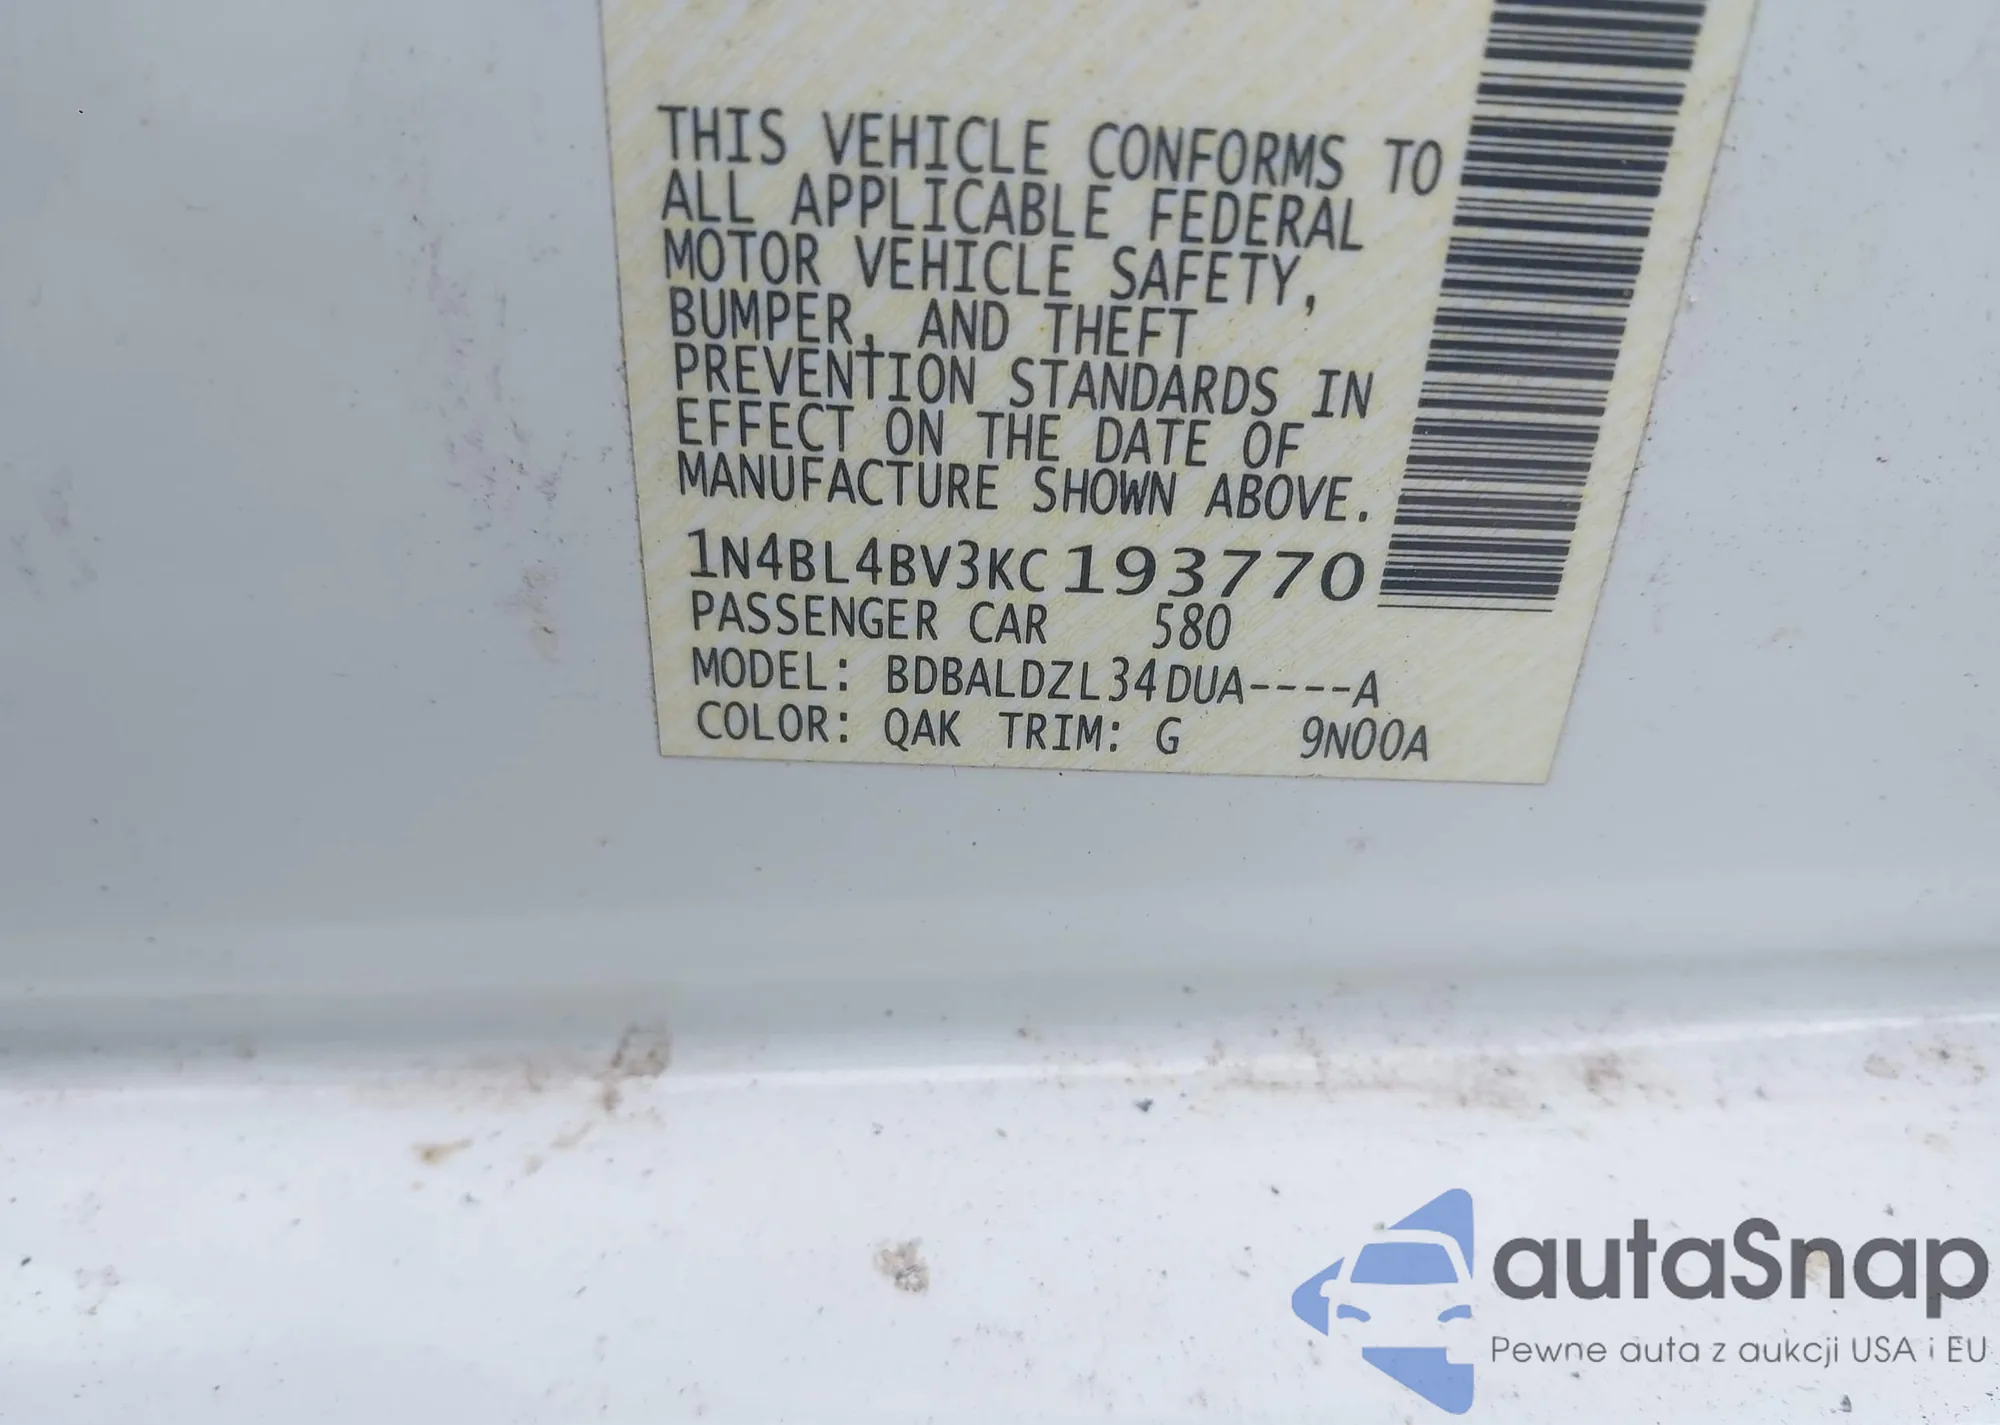 THIS VEHICLE CONFORMS TO
ALL APPLICABLE FEDERAL
MOTOR VEHICLE SAFETY,
BUMPER, AND THEFT
PREVENTION STANDARDS IN
EFFECT ON THE DATE OF
MANUFACTURE SHOWN ABOVE.
1N4BL4BV3KC193770
PASSENGER CAR 580
MODEL: BDBALDZL34DUA----A
COLOR: QAK TRIM: G 9N00A
autaSnap
Pewne auta z aukcji USA i EU